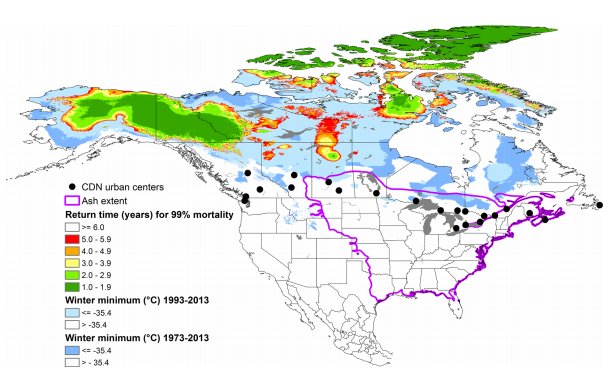 CDN urban centers
Ash extent
Return time (years) for 99% mortality
>= 6.0
5.0 - 5.9
4.0 - 4.9
3.0 - 3.9
2.0 - 2.9
1.0 - 1.9
Winter minimum (°C) 1993-2013
<= -35.4
> -35.4
Winter minimum (°C) 1973-2013
<= -35.4
> - 35.4